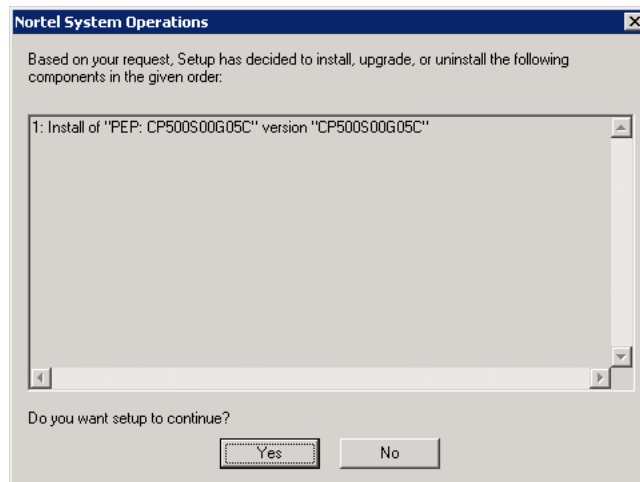 Nortel System Operations
Based on your request, Setup has decided to install, upgrade, or uninstall the following
components in the given order:
1: Install of "PEP: CP500S00G05C" version "CP500S00G05C"
Do you want setup to continue?
Yes
No